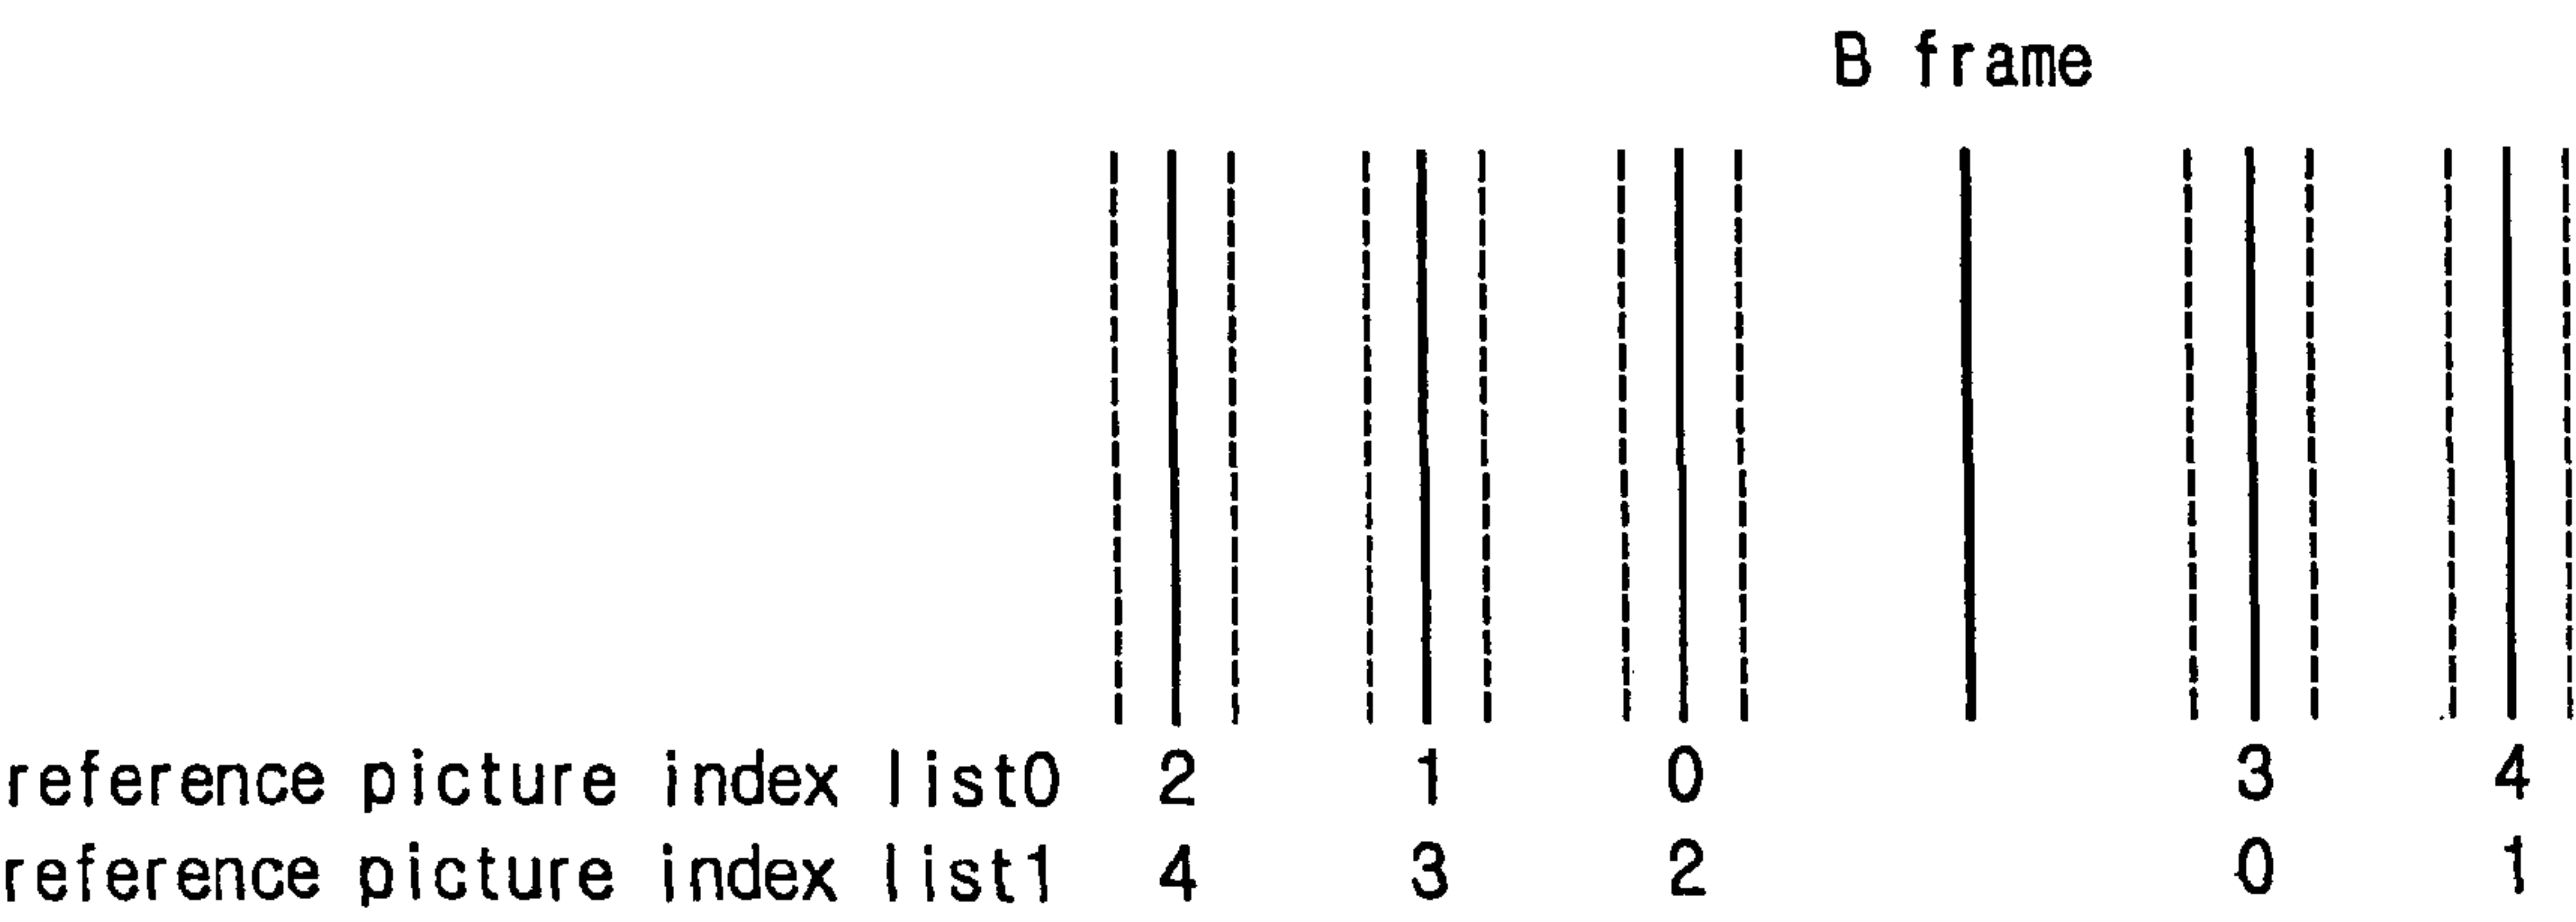 B frame
reference picture index list0 2 1 0 3 4
reference picture index list1 4 3 2 0 1